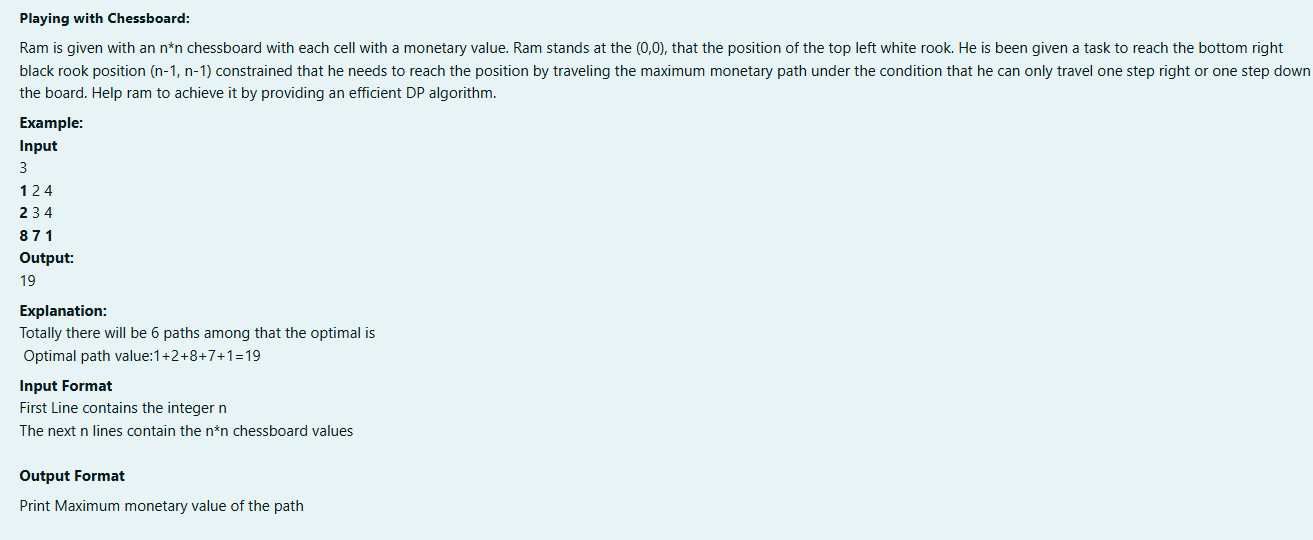 Playing with Chessboard:
Ram is given with an n*n chessboard with each cell with a monetary value. Ram stands at the (0,0), that the position of the top left white rook. He is been given a task to reach the bottom right
black rook position (n-1, n-1) constrained that he needs to reach the position by traveling the maximum monetary path under the condition that he can only travel one step right or one step down
the board. Help ram to achieve it by providing an efficient DP algorithm.
Example:
Input
3
1 2 4
2 3 4
8 7 1
Output:
19
Explanation:
Totally there will be 6 paths among that the optimal is
Optimal path value:1+2+8+7+1=19
Input Format
First Line contains the integer n
The next n lines contain the n*n chessboard values
Output Format
Print Maximum monetary value of the path